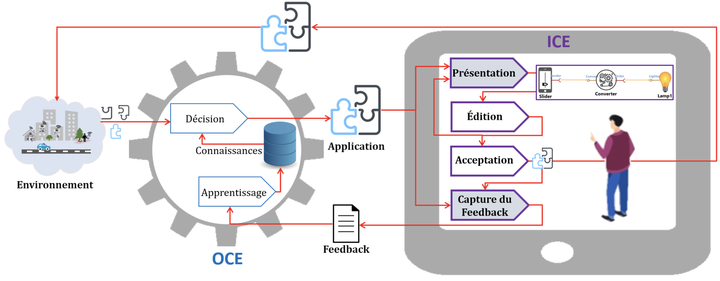 ICE
Présentation
Slider
Converter
Lamp1
Décision
Édition
Application
Connaissances
Acceptation
Environnement
Apprentissage
Capture du
Feedback
Feedback
OCE